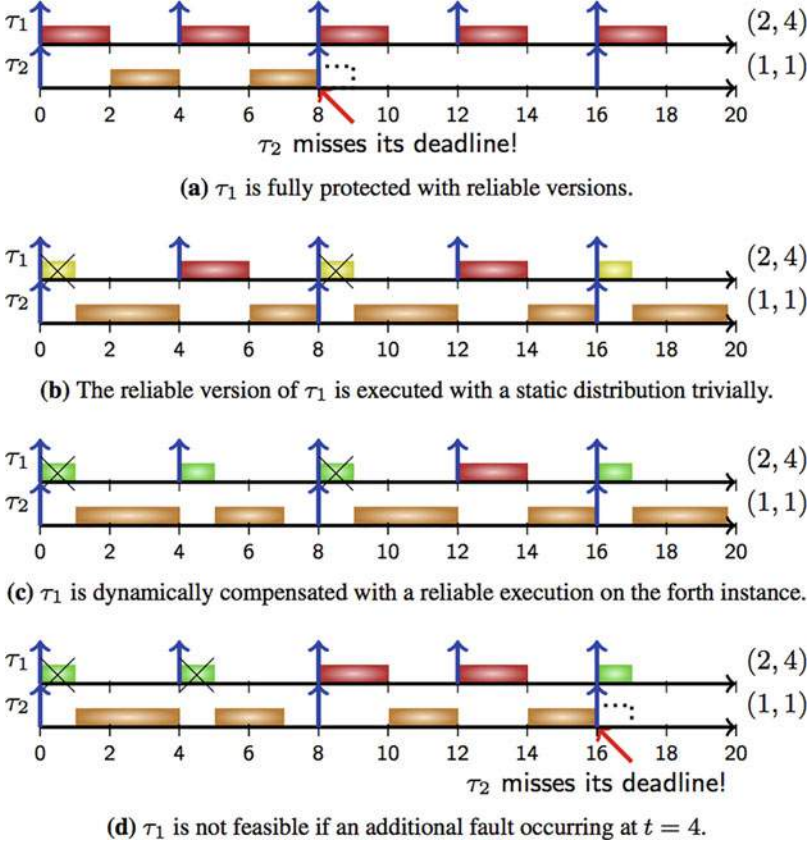 τ1 (2, 4)
τ2 (1, 1)
0 2 4 6 8 10 12 14 16 18 20
τ2 misses its deadline!
(a) τ1 is fully protected with reliable versions.
τ1 (2, 4)
τ2 (1, 1)
0 2 4 6 8 10 12 14 16 18 20
(b) The reliable version of τ1 is executed with a static distribution trivially.
τ1 (2, 4)
τ2 (1, 1)
0 2 4 6 8 10 12 14 16 18 20
(c) τ1 is dynamically compensated with a reliable execution on the forth instance.
τ1 (2, 4)
τ2 (1, 1)
0 2 4 6 8 10 12 14 16 18 20
τ2 misses its deadline!
(d) τ1 is not feasible if an additional fault occurring at t = 4.